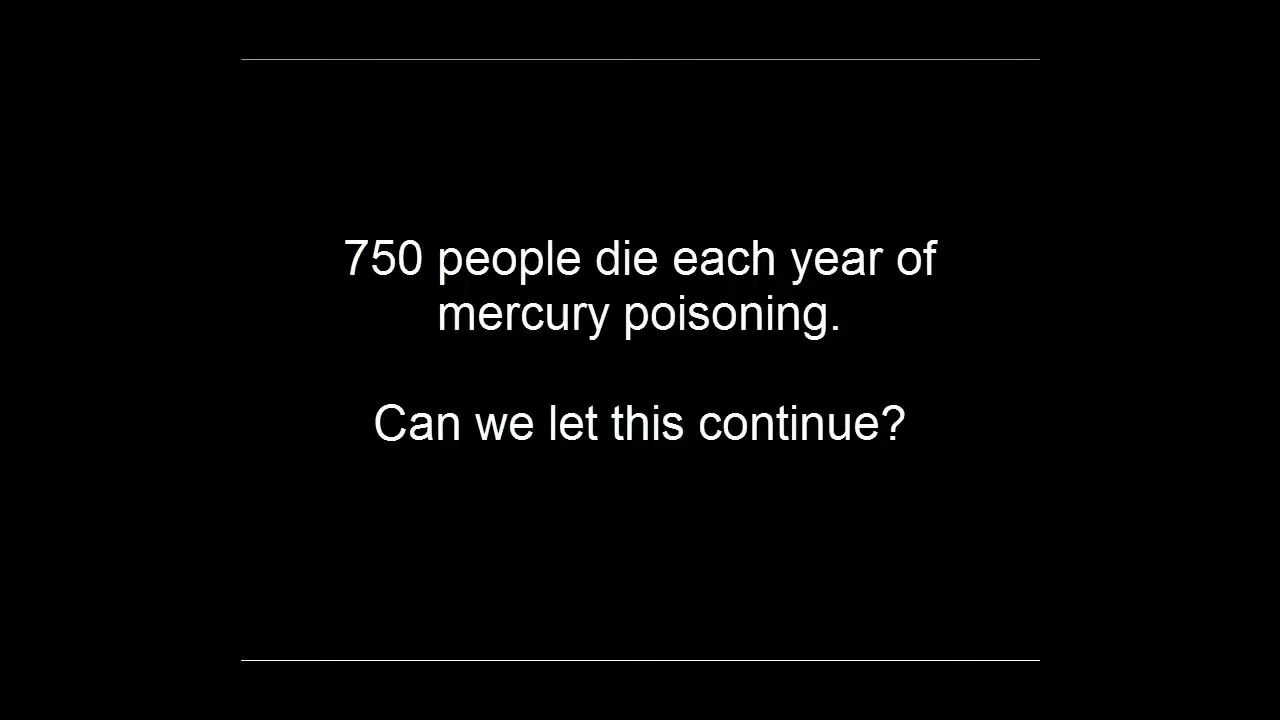 750 people die each year of
mercury poisoning.
Can we let this continue?